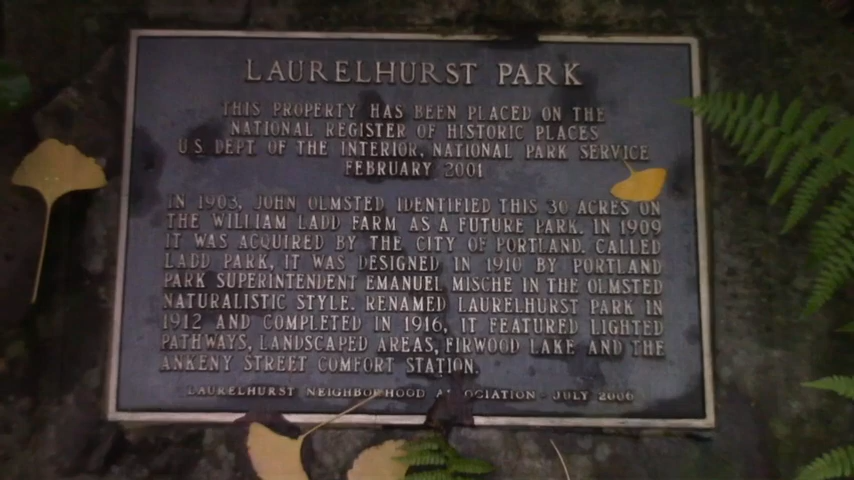 LAURELHURST PARK
THIS PROPERTY HAS BEEN PLACED ON THE
NATIONAL REGISTER OF HISTORIC PLACES
U.S. DEPT. OF THE INTERIOR, NATIONAL PARK SERVICE
FEBRUARY 2001
IN 1903, JOHN OLMSTED IDENTIFIED THIS 30 ACRES ON
THE WILLIAM LADD FARM AS A FUTURE PARK. IN 1909
IT WAS ACQUIRED BY THE CITY OF PORTLAND. CALLED
LADD PARK, IT WAS DESIGNED IN 1910 BY PORTLAND
PARK SUPERINTENDENT EMANUEL MISCHE IN THE OLMSTED
NATURALISTIC STYLE. RENAMED LAURELHURST PARK IN
1912 AND COMPLETED IN 1916, IT FEATURED LIGHTED
PATHWAYS, LANDSCAPED AREAS, FIRWOOD LAKE AND THE
ANKENY STREET COMFORT STATION.
LAURELHURST NEIGHBORHOOD ASSOCIATION - JULY 2006